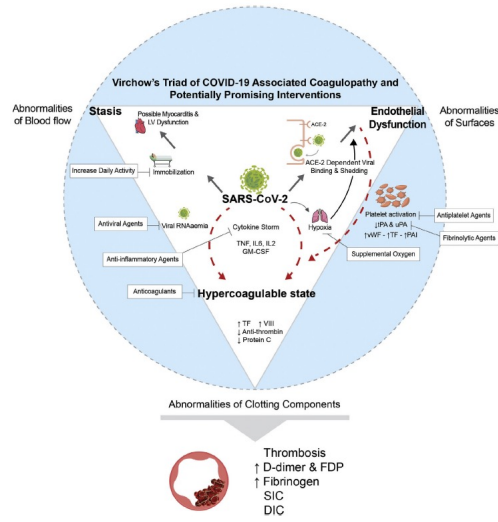 Virchow's Triad of COVID-19 Associated Coagulopathy and
Potentially Promising Interventions
Abnormalities
of Blood flow
Stasis
Possible Myocarditis &
LV Dysfunction
ACE-2
Endothelial
Dysfunction
Abnormalities
of Surfaces
ACE-2 Dependent Viral
Binding & Shedding
Increase Daily Activity
Immobilization
SARS-CoV-2
Platelet activation
Antiplatelet Agents
↓tPA & uPA
↑vWF - ↑TF - ↑PAI
Fibrinolytic Agents
Antiviral Agents
Viral RNAaemia
Hypoxia
Cytokine Storm
TNF, IL6, IL2
GM-CSF
Anti-inflammatory Agents
Supplemental Oxygen
Anticoagulants
Hypercoagulable state
↑ TF ↑ VIII
↓ Anti-thrombin
↓ Protein C
Abnormalities of Clotting Components
Thrombosis
↑ D-dimer & FDP
↑ Fibrinogen
SIC
DIC